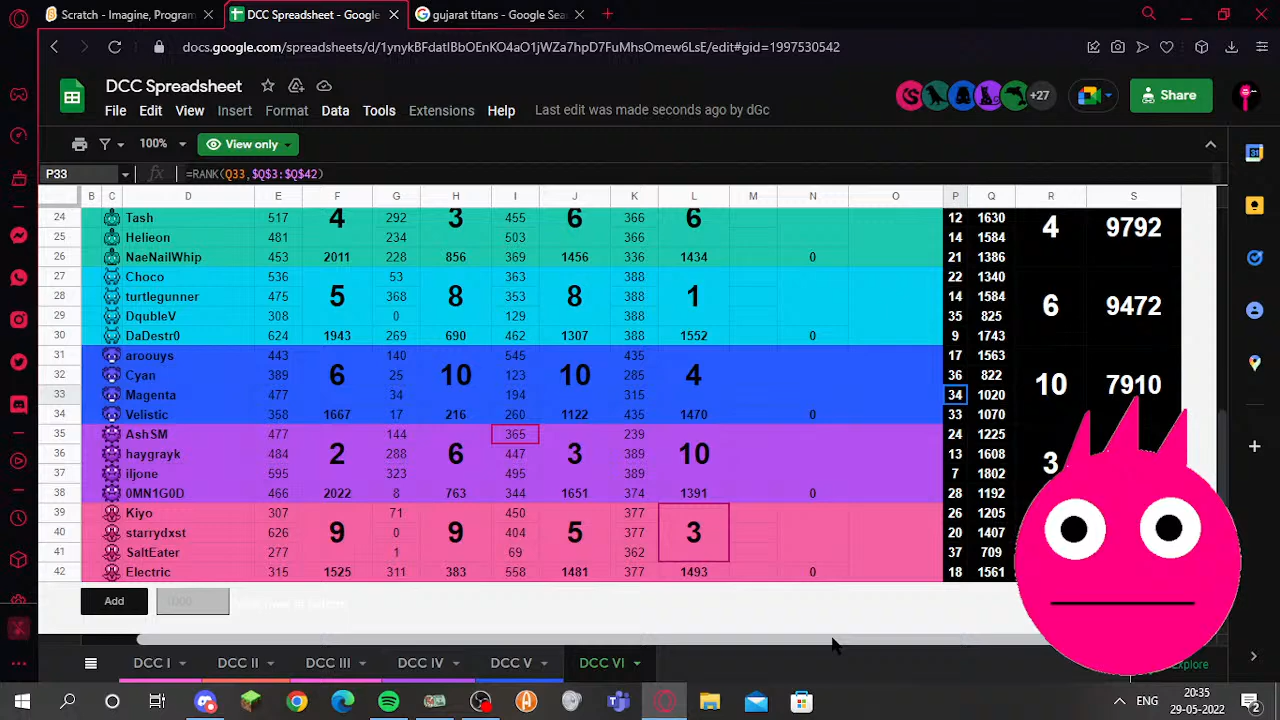 Scratch - Imagine, Program
DCC Spreadsheet - Google
gujarat titans - Google Sea
docs.google.com/spreadsheets/d/1ynykBFdatIBbOEnKO4aO1jWZa7hpD7FuMhsOmew6LsE/edit#gid=1997530542
DCC Spreadsheet
+27
Share
File Edit View Insert Format Data Tools Extensions Help Last edit was made seconds ago by dGc
100% View only
P33 fx =RANK(Q33,$Q$3:$Q$42)
B C D E F G H I J K L M N O P Q R S
24 Tash 517 4 292 3 455 6 366 6 12 1630 4 9792
25 Helieon 481 234 503 366 14 1584
26 NaeNailWhip 453 2011 228 856 369 1456 336 1434 0 21 1386
27 Choco 536 53 363 388 22 1340
28 turtlegunner 475 5 368 8 353 8 388 1 14 1584 6 9472
29 DqubleV 308 0 129 388 35 825
30 DaDestr0 624 1943 269 690 462 1307 388 1552 0 9 1743
31 aroouys 443 140 545 435 17 1563
32 Cyan 389 6 25 10 123 10 285 4 36 822 10 7910
33 Magenta 477 34 194 315 34 1020
34 Velistic 358 1667 17 216 260 1122 435 1470 0 33 1070
35 AshSM 477 144 365 239 24 1225
36 haygrayk 484 2 288 6 447 3 389 10 13 1608 3
37 iljone 595 323 495 389 7 1802
38 0MN1G0D 466 2022 8 763 344 1651 374 1391 0 28 1192
39 Kiyo 307 71 450 377 26 1205
40 starrydxst 626 9 0 9 404 5 377 3 20 1407
41 SaltEater 277 1 69 362 37 709
42 Electric 315 1525 311 383 558 1481 377 1493 0 18 1561
Add 1000
DCC I DCC II DCC III DCC IV DCC V DCC VI Explore
ENG 20:35
29-05-2022
2